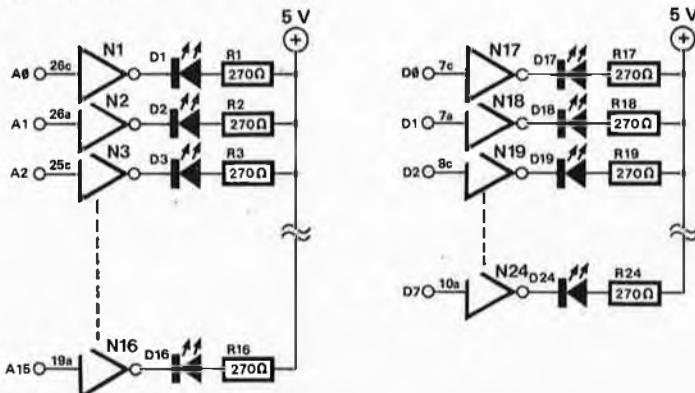 5 V
A0 26c N1 D1 R1 270Ω
A1 26a N2 D2 R2 270Ω
A2 25c N3 D3 R3 270Ω
A15 19a N16 D16 R16 270Ω
5 V
D0 7c N17 D17 R17 270Ω
D1 7a N18 D18 R18 270Ω
D2 8c N19 D19 R19 270Ω
D7 10a N24 D24 R24 270Ω